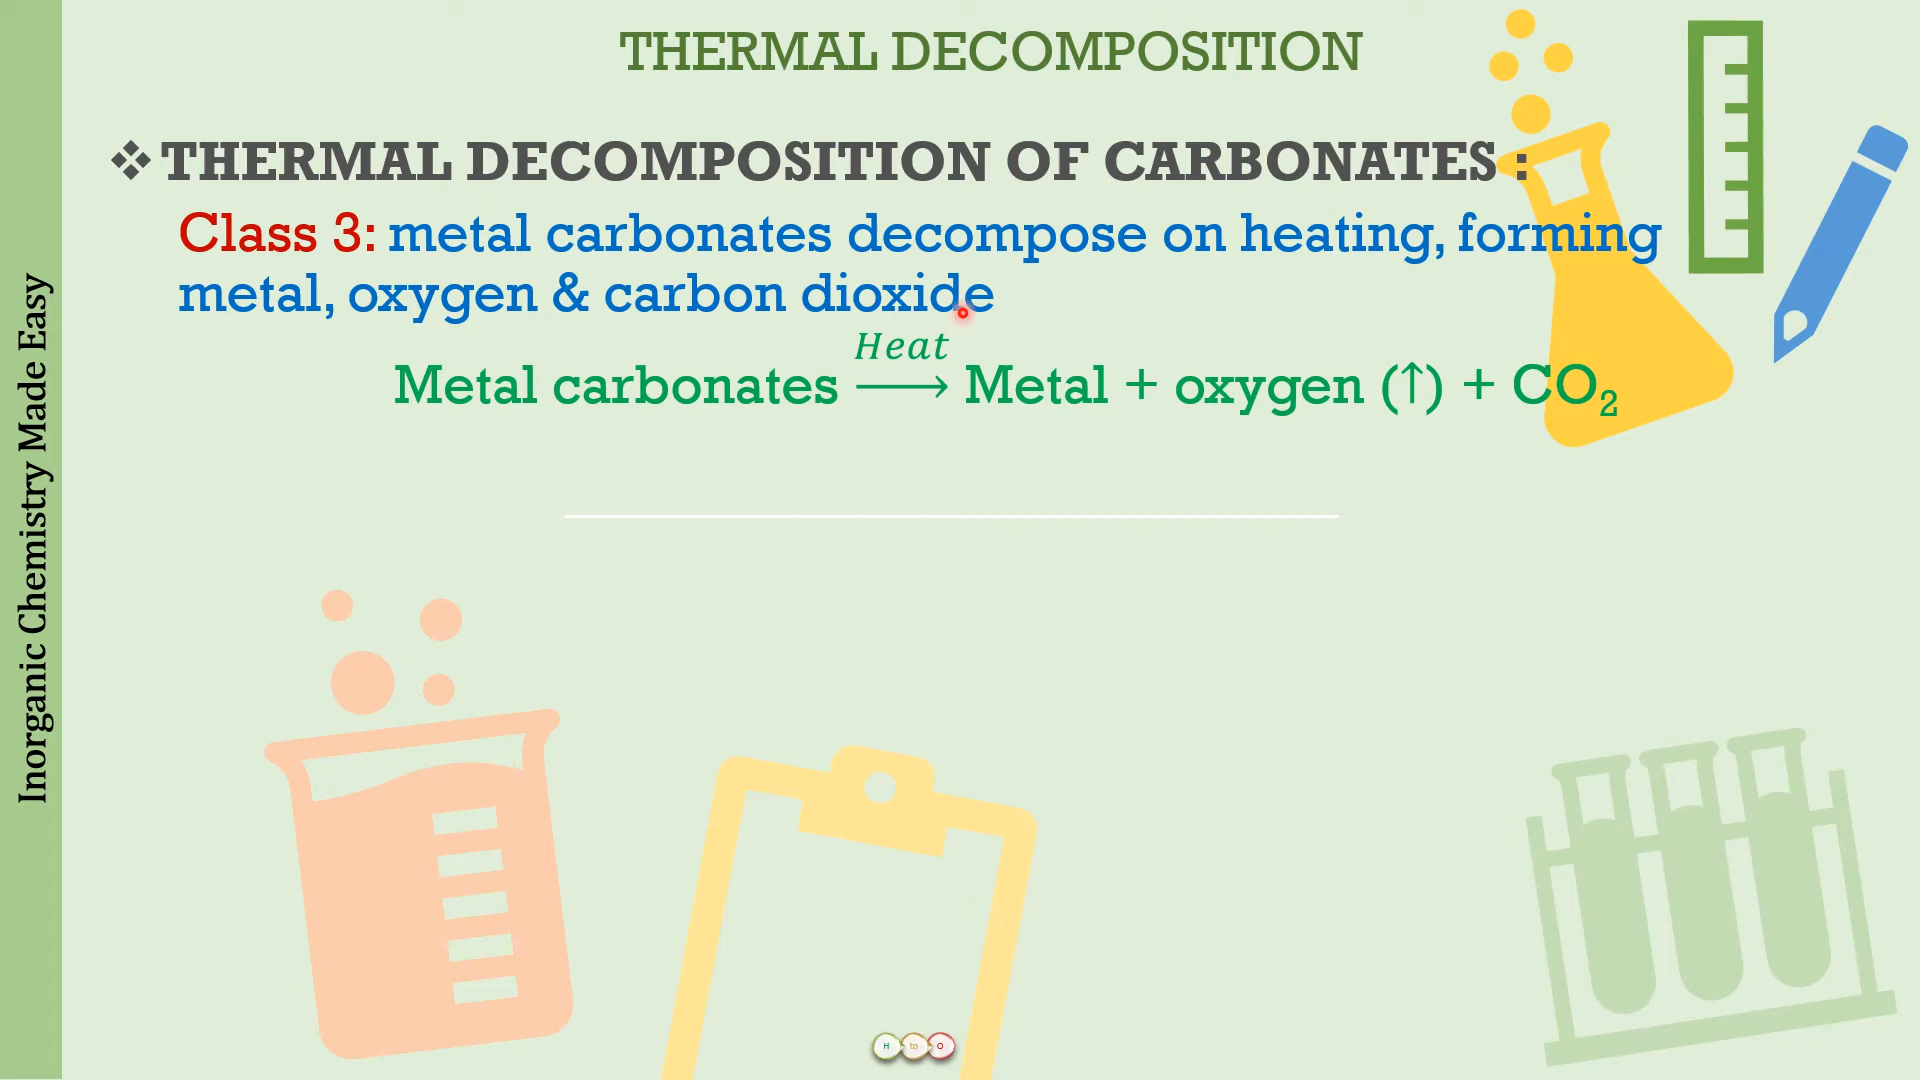 THERMAL DECOMPOSITION
❖ THERMAL DECOMPOSITION OF CARBONATES :
Class 3: metal carbonates decompose on heating, forming
metal, oxygen & carbon dioxide
Heat
Metal carbonates ⟶ Metal + oxygen (↑) + CO₂
Inorganic Chemistry Made Easy
H to O